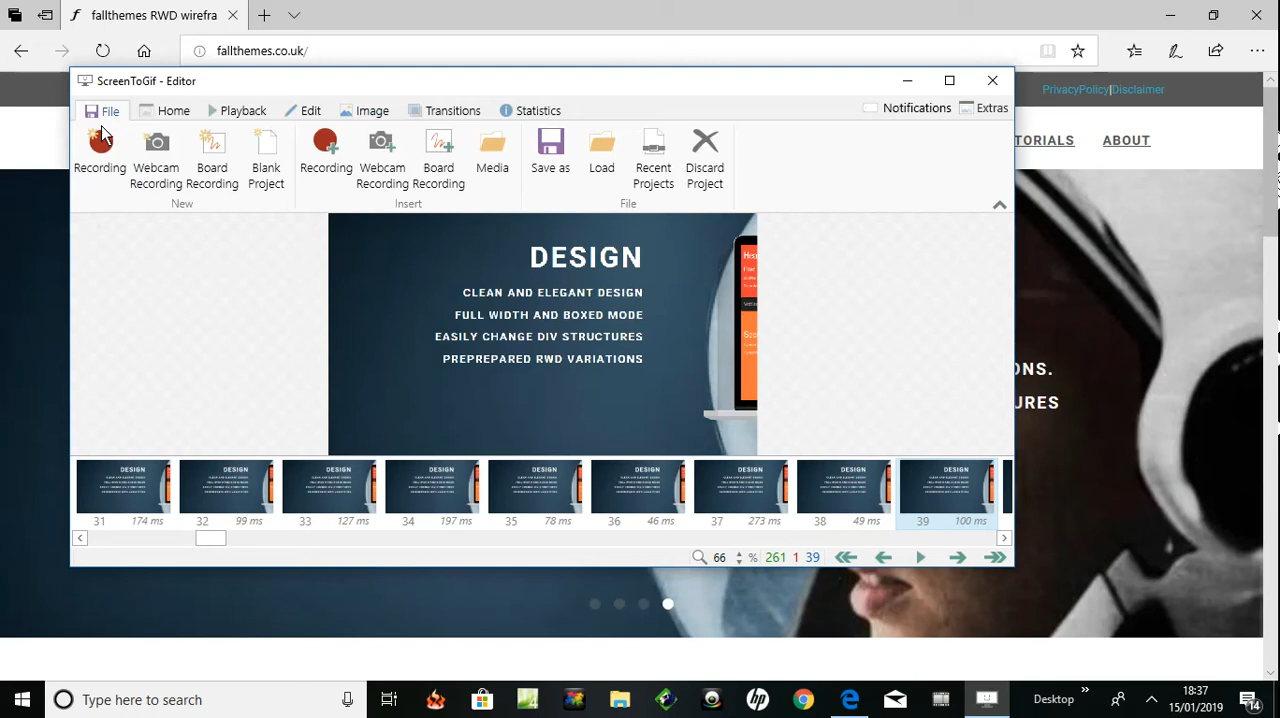 fallthemes RWD wirefra
fallthemes.co.uk/
PrivacyPolicy|Disclaimer
TORIALS ABOUT
ScreenToGif - Editor
File Home Playback Edit Image Transitions Statistics Notifications Extras
Recording Webcam Recording Board Recording Blank Project
New
Recording Webcam Recording Board Recording Media
Insert
Save as Load Recent Projects Discard Project
File
DESIGN
CLEAN AND ELEGANT DESIGN
FULL WIDTH AND BOXED MODE
EASILY CHANGE DIV STRUCTURES
PREPREPARED RWD VARIATIONS
ONS.
URES
31 174 ms 32 99 ms 33 127 ms 34 197 ms 35 78 ms 36 46 ms 37 273 ms 38 49 ms 39 100 ms
66 % 261 1 39
Type here to search
Desktop
18:37
15/01/2019
14